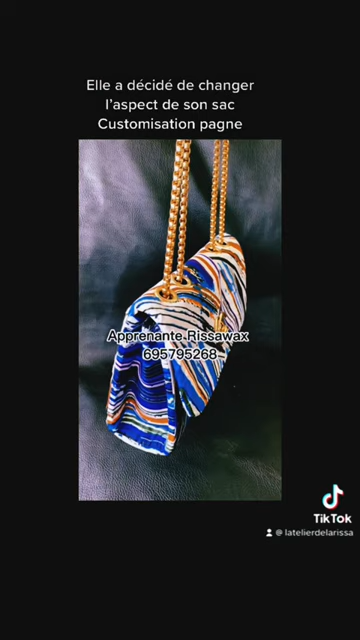 Elle a décidé de changer
l'aspect de son sac
Customisation pagne
Apprenante Rissawax
695795268
TikTok
@ latelierdelarissa